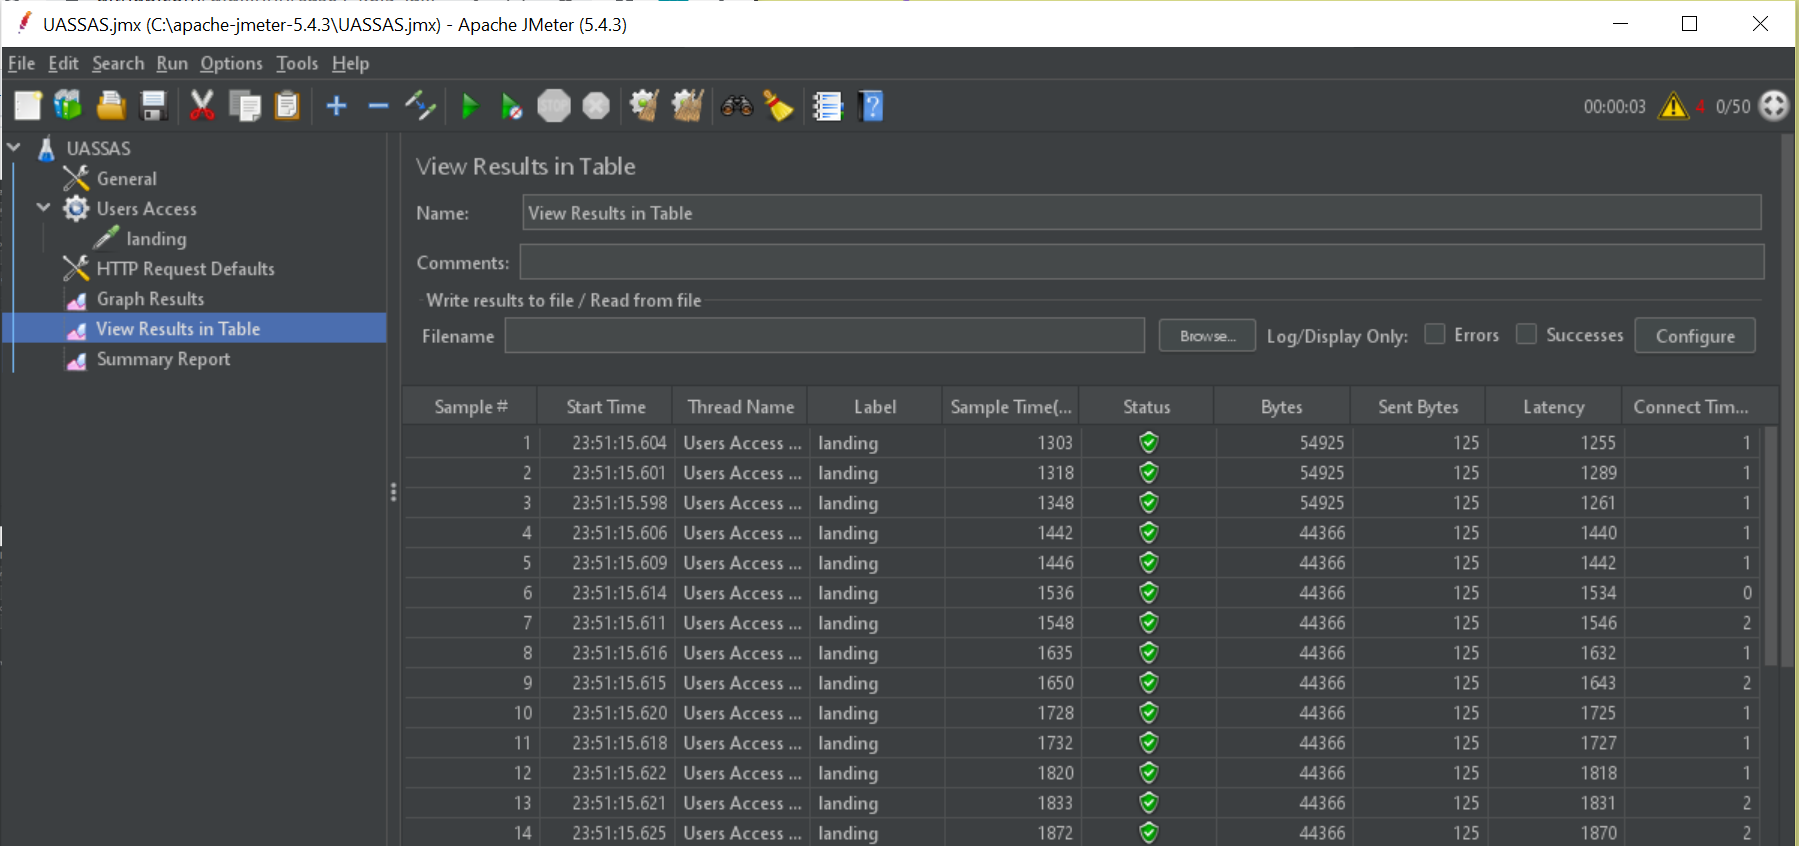 UASSAS.jmx (C:\apache-jmeter-5.4.3\UASSAS.jmx) - Apache JMeter (5.4.3)
File Edit Search Run Options Tools Help
STOP
00:00:03 4 0/50
UASSAS
General
Users Access
landing
HTTP Request Defaults
Graph Results
View Results in Table
Summary Report
View Results in Table
Name: View Results in Table
Comments:
Write results to file / Read from file
Filename Browse... Log/Display Only: Errors Successes Configure
Sample # Start Time Thread Name Label Sample Time(... Status Bytes Sent Bytes Latency Connect Tim...
1 23:51:15.604 Users Access ... landing 1303 54925 125 1255 1
2 23:51:15.601 Users Access ... landing 1318 54925 125 1289 1
3 23:51:15.598 Users Access ... landing 1348 54925 125 1261 1
4 23:51:15.606 Users Access ... landing 1442 44366 125 1440 1
5 23:51:15.609 Users Access ... landing 1446 44366 125 1442 1
6 23:51:15.614 Users Access ... landing 1536 44366 125 1534 0
7 23:51:15.611 Users Access ... landing 1548 44366 125 1546 2
8 23:51:15.616 Users Access ... landing 1635 44366 125 1632 1
9 23:51:15.615 Users Access ... landing 1650 44366 125 1643 2
10 23:51:15.620 Users Access ... landing 1728 44366 125 1725 1
11 23:51:15.618 Users Access ... landing 1732 44366 125 1727 1
12 23:51:15.622 Users Access ... landing 1820 44366 125 1818 1
13 23:51:15.621 Users Access ... landing 1833 44366 125 1831 2
14 23:51:15.625 Users Access ... landing 1872 44366 125 1870 2